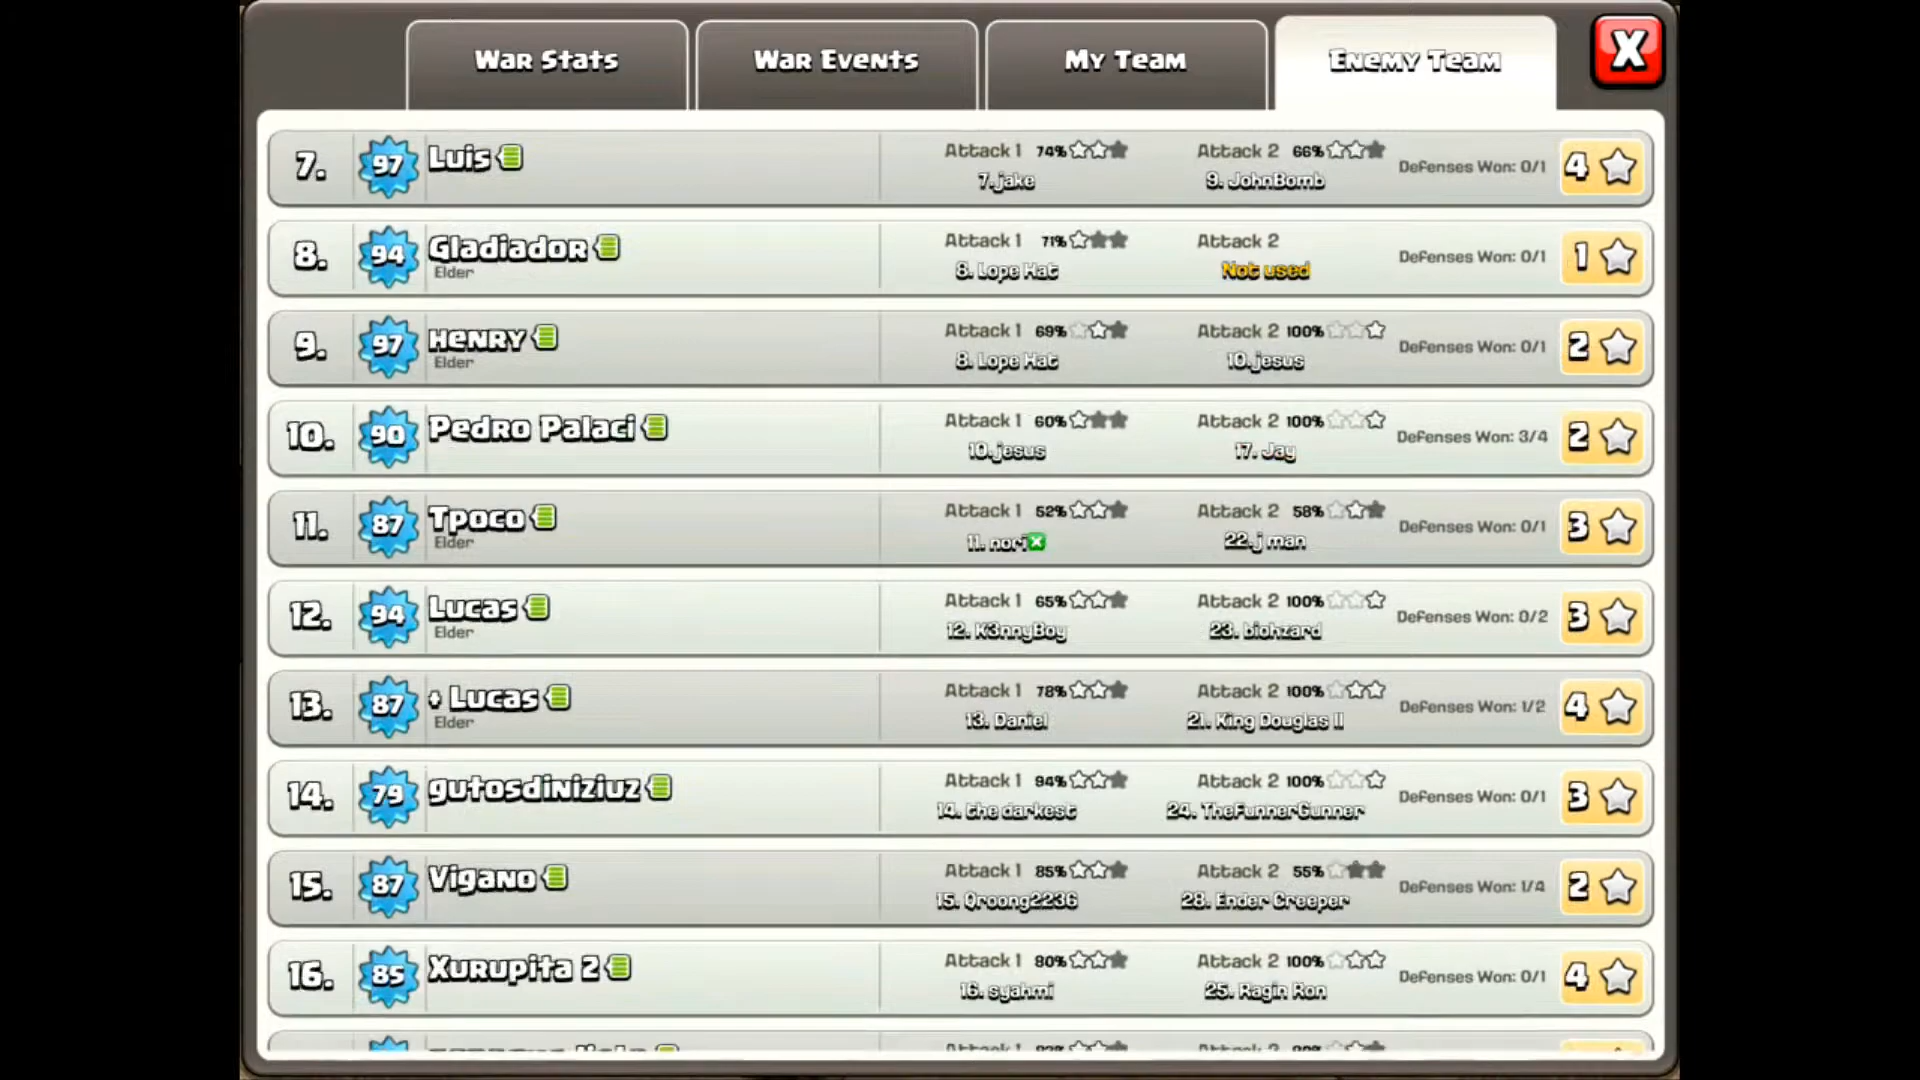 War Stats
War Events
My Team
Enemy Team
X
7. 97 Luis Attack 1 74% Attack 2 66% Defenses Won: 0/1 4
7. jake 9. JohnBomb
8. 94 Gladiador Attack 1 71% Attack 2 Defenses Won: 0/1 1
Elder 8. Lope Hat Not used
9. 97 HENRY Attack 1 69% Attack 2 100% Defenses Won: 0/1 2
Elder 8. Lope Hat 10. jesus
10. 90 Pedro Palaci Attack 1 60% Attack 2 100% Defenses Won: 3/4 2
10. jesus 17. Jay
11. 87 Tpoco Attack 1 52% Attack 2 58% Defenses Won: 0/1 3
Elder 11. nori 22. j man
12. 94 Lucas Attack 1 65% Attack 2 100% Defenses Won: 0/2 3
Elder 12. K3nnyBoy 23. biohzard
13. 87 + Lucas Attack 1 78% Attack 2 100% Defenses Won: 1/2 4
Elder 13. Daniel 21. King Douglas II
14. 79 gutosdiniziuz Attack 1 94% Attack 2 100% Defenses Won: 0/1 3
14. the darkest 24. TheFunnerGunner
15. 87 Vigano Attack 1 85% Attack 2 55% Defenses Won: 1/4 2
15. Qroong2236 28. Ender Creeper
16. 85 Xurupita 2 Attack 1 80% Attack 2 100% Defenses Won: 0/1 4
16. syahmi 25. Ragin Ron
Attack 1 Attack 2